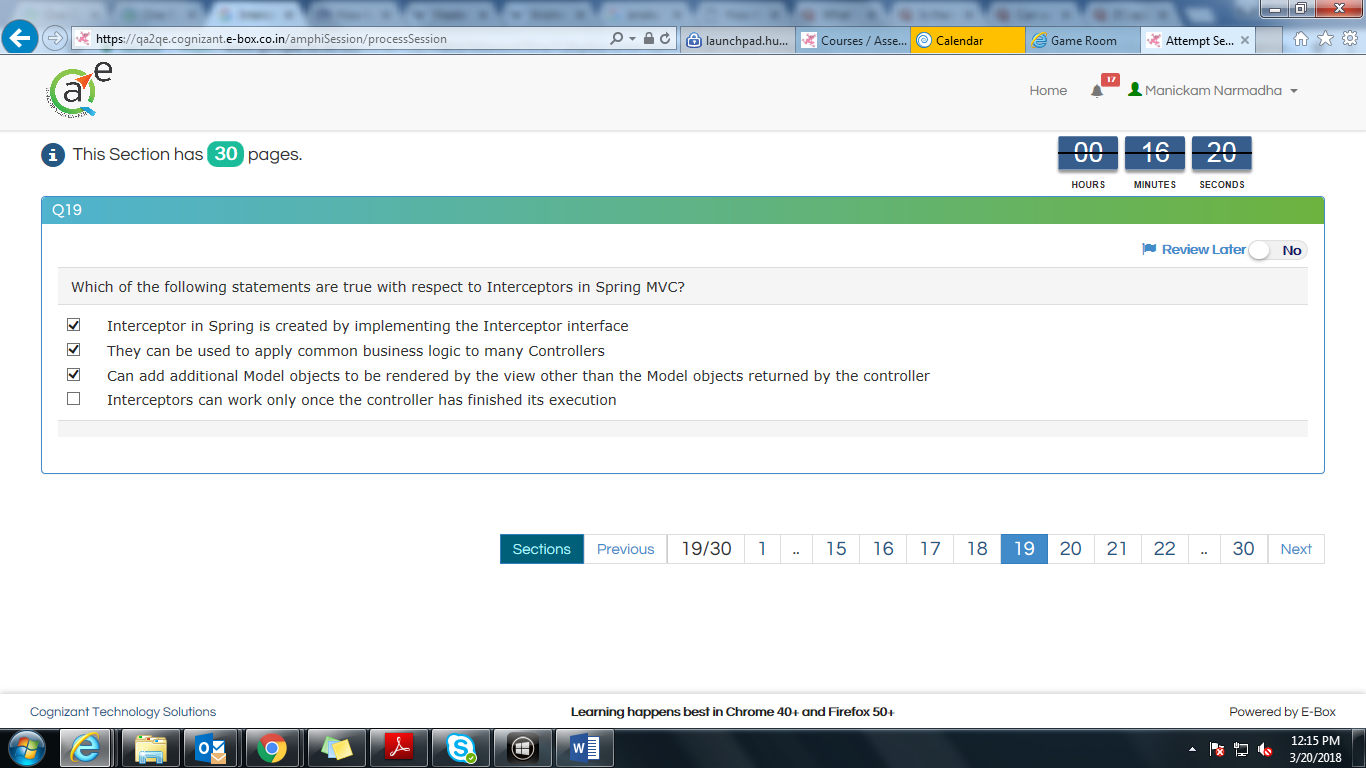 https://qa2qe.cognizant.e-box.co.in/amphiSession/processSession
launchpad.hu...
Courses / Asse...
Calendar
Game Room
Attempt Se...
a e
Home
17
Manickam Narmadha
This Section has 30 pages.
00 16 20
HOURS MINUTES SECONDS
Q19
Review Later No
Which of the following statements are true with respect to Interceptors in Spring MVC?
Interceptor in Spring is created by implementing the Interceptor interface
They can be used to apply common business logic to many Controllers
Can add additional Model objects to be rendered by the view other than the Model objects returned by the controller
Interceptors can work only once the controller has finished its execution
Sections Previous 19/30 1 .. 15 16 17 18 19 20 21 22 .. 30 Next
Cognizant Technology Solutions
Learning happens best in Chrome 40+ and Firefox 50+
Powered by E-Box
12:15 PM
3/20/2018